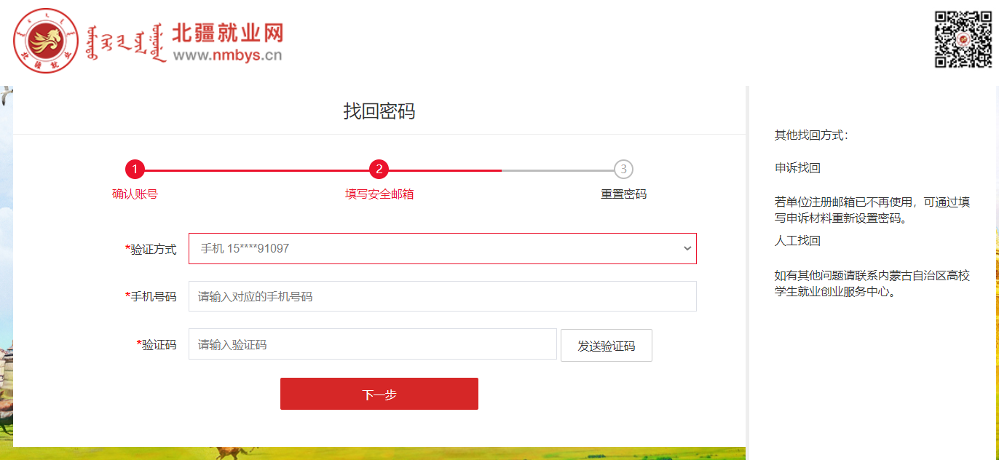 北疆就业网
www.nmbys.cn
北疆就业
找回密码
1
2
3
确认账号
填写安全邮箱
重置密码
*验证方式
手机 15****91097
*手机号码
请输入对应的手机号码
*验证码
请输入验证码
发送验证码
下一步
其他找回方式：
申诉找回
若单位注册邮箱已不再使用，可通过填
写申诉材料重新设置密码。
人工找回
如有其他问题请联系内蒙古自治区高校
学生就业创业服务中心。